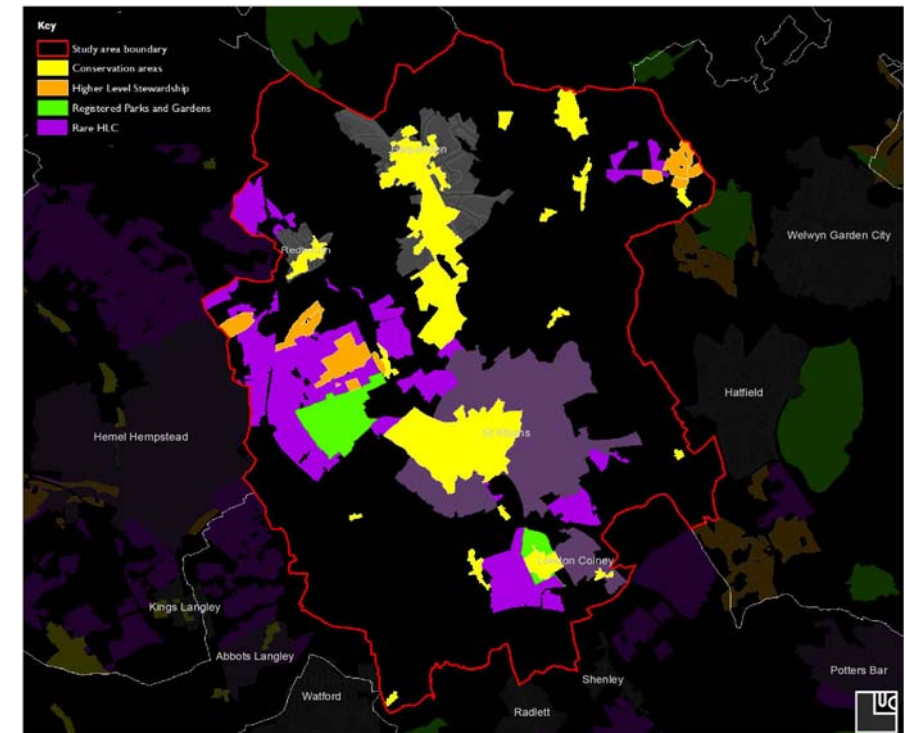 Key
Study area boundary
Conservation areas
Higher Level Stewardship
Registered Parks and Gardens
Rare HLC
Welwyn Garden City
Hatfield
Hemel Hempstead
Kings Langley
Abbots Langley
Watford
Radlett
Shenley
Potters Bar
London Colney
St Albans
Harpenden
Redbourn
LUC